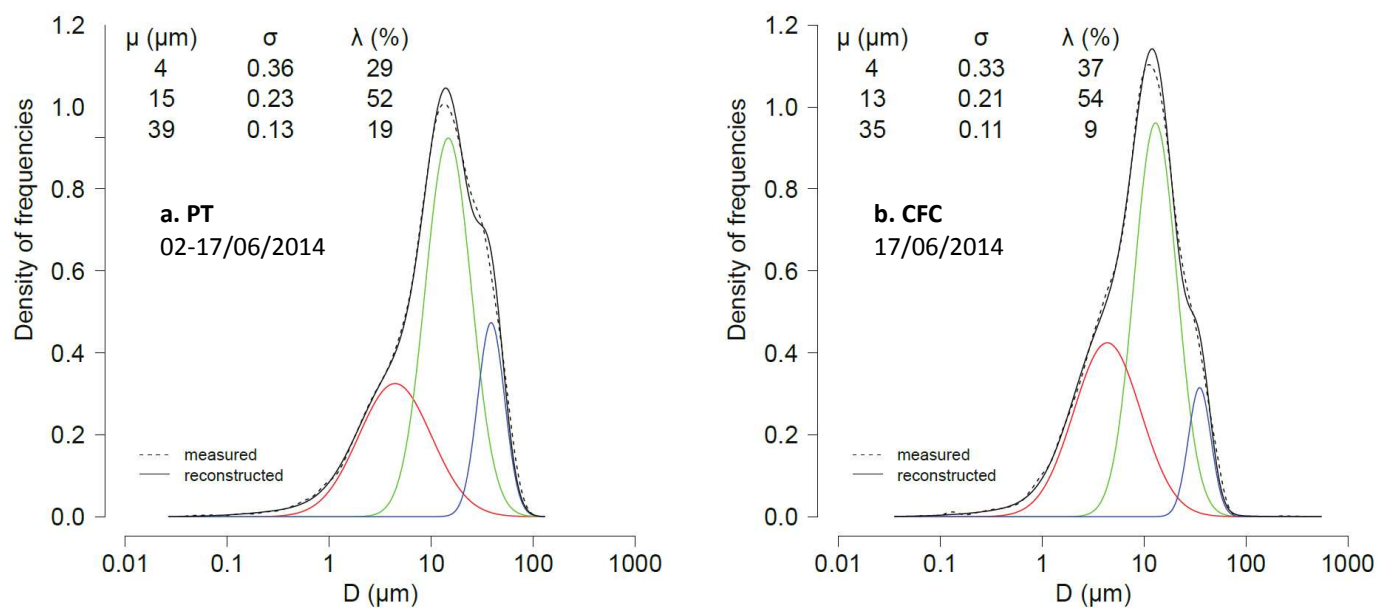 1.2
1.0
0.8
0.6
0.4
0.2
0.0
Density of frequencies
μ (μm) σ λ (%)
4 0.36 29
15 0.23 52
39 0.13 19
a. PT
02-17/06/2014
measured
reconstructed
0.01 0.1 1 10 100 1000
D (μm)
1.2
1.0
0.8
0.6
0.4
0.2
0.0
Density of frequencies
μ (μm) σ λ (%)
4 0.33 37
13 0.21 54
35 0.11 9
b. CFC
17/06/2014
measured
reconstructed
0.01 0.1 1 10 100 1000
D (μm)